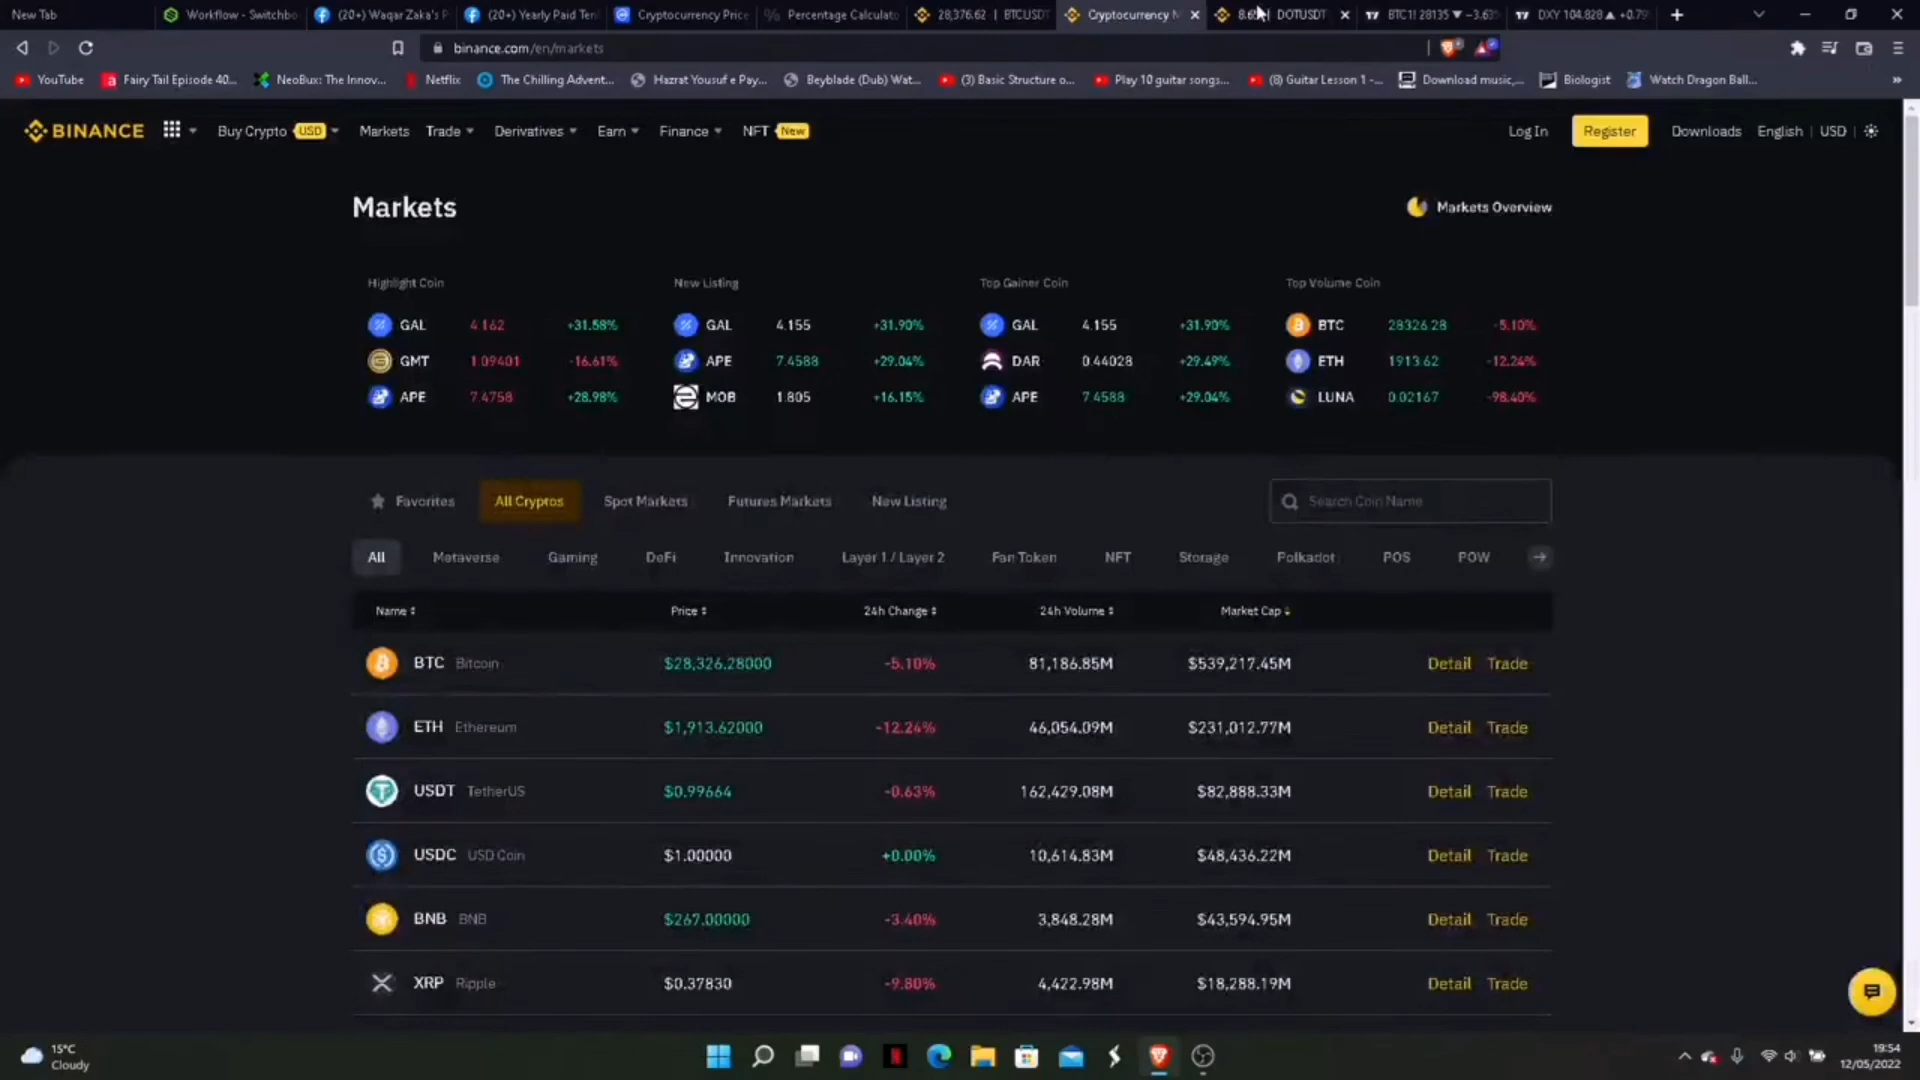 New Tab Workflow - Switchbo (20+) Waqar Zaka's P (20+) Yearly Paid Ten Cryptocurrency Price Percentage Calculato 28,376.62 | BTCUSDT Cryptocurrency M DOTUSDT BTC1! 28135 ▼ −3.63 DXY 104.828 ▲ +0.79
binance.com/en/markets
YouTube Fairy Tail Episode 40... NeoBux: The Innov... Netflix The Chilling Advent... Hazrat Yousuf e Pay... Beyblade (Dub) Wat... (3) Basic Structure o... Play 10 guitar songs... (8) Guitar Lesson 1 -... Download music,... Biologist Watch Dragon Ball... »
BINANCE Buy Crypto USD Markets Trade Derivatives Earn Finance NFT New Log In Register Downloads English | USD |
Markets Markets Overview
Highlight Coin New Listing Top Gainer Coin Top Volume Coin
GAL 4.162 +31.58% GAL 4.155 +31.90% GAL 4.155 +31.90% BTC 28326.28 -5.10%
GMT 1.09401 -16.61% APE 7.4588 +29.04% DAR 0.44028 +29.49% ETH 1913.62 -12.24%
APE 7.4758 +28.98% MOB 1.805 +16.15% APE 7.4588 +29.04% LUNA 0.02167 -98.40%
Favorites All Cryptos Spot Markets Futures Markets New Listing Search Coin Name
All Metaverse Gaming DeFi Innovation Layer 1 / Layer 2 Fan Token NFT Storage Polkadot POS POW
Name Price 24h Change 24h Volume Market Cap
BTC Bitcoin $28,326.28000 -5.10% 81,186.85M $539,217.45M Detail Trade
ETH Ethereum $1,913.62000 -12.24% 46,054.09M $231,012.77M Detail Trade
USDT TetherUS $0.99664 -0.63% 162,429.08M $82,888.33M Detail Trade
USDC USD Coin $1.00000 +0.00% 10,614.83M $48,436.22M Detail Trade
BNB BNB $267.00000 -3.40% 3,848.28M $43,594.95M Detail Trade
XRP Ripple $0.37830 -9.80% 4,422.98M $18,288.19M Detail Trade
15°C
Cloudy
19:54
12/05/2022